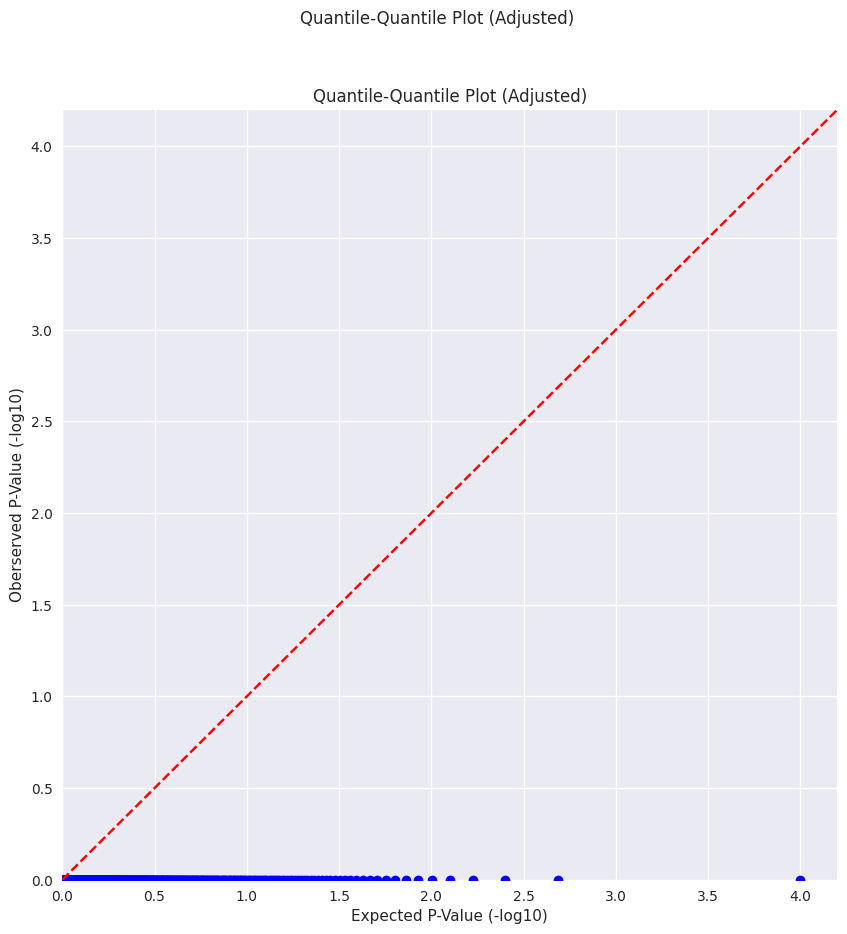 Quantile-Quantile Plot (Adjusted)
Quantile-Quantile Plot (Adjusted)
4.0
3.5
3.0
2.5
2.0
1.5
1.0
0.5
0.0
Oberserved P-Value (-log10)
0.0 0.5 1.0 1.5 2.0 2.5 3.0 3.5 4.0
Expected P-Value (-log10)